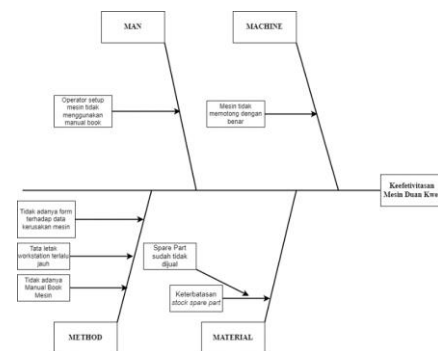 MAN
MACHINE
Operator setup
mesin tidak
menggunakan
manual book
Mesin tidak
memotong dengan
benar
Keefetivitasan
Mesin Duan Kwei
Tidak adanya form
terhadap data
kerusakan mesin
Tata letak
workstation terlalu
jauh
Tidak adanya
Manual Book
Mesin
Spare Part
sudah tidak
dijual
Keterbatasan
stock spare part
METHOD
MATERIAL